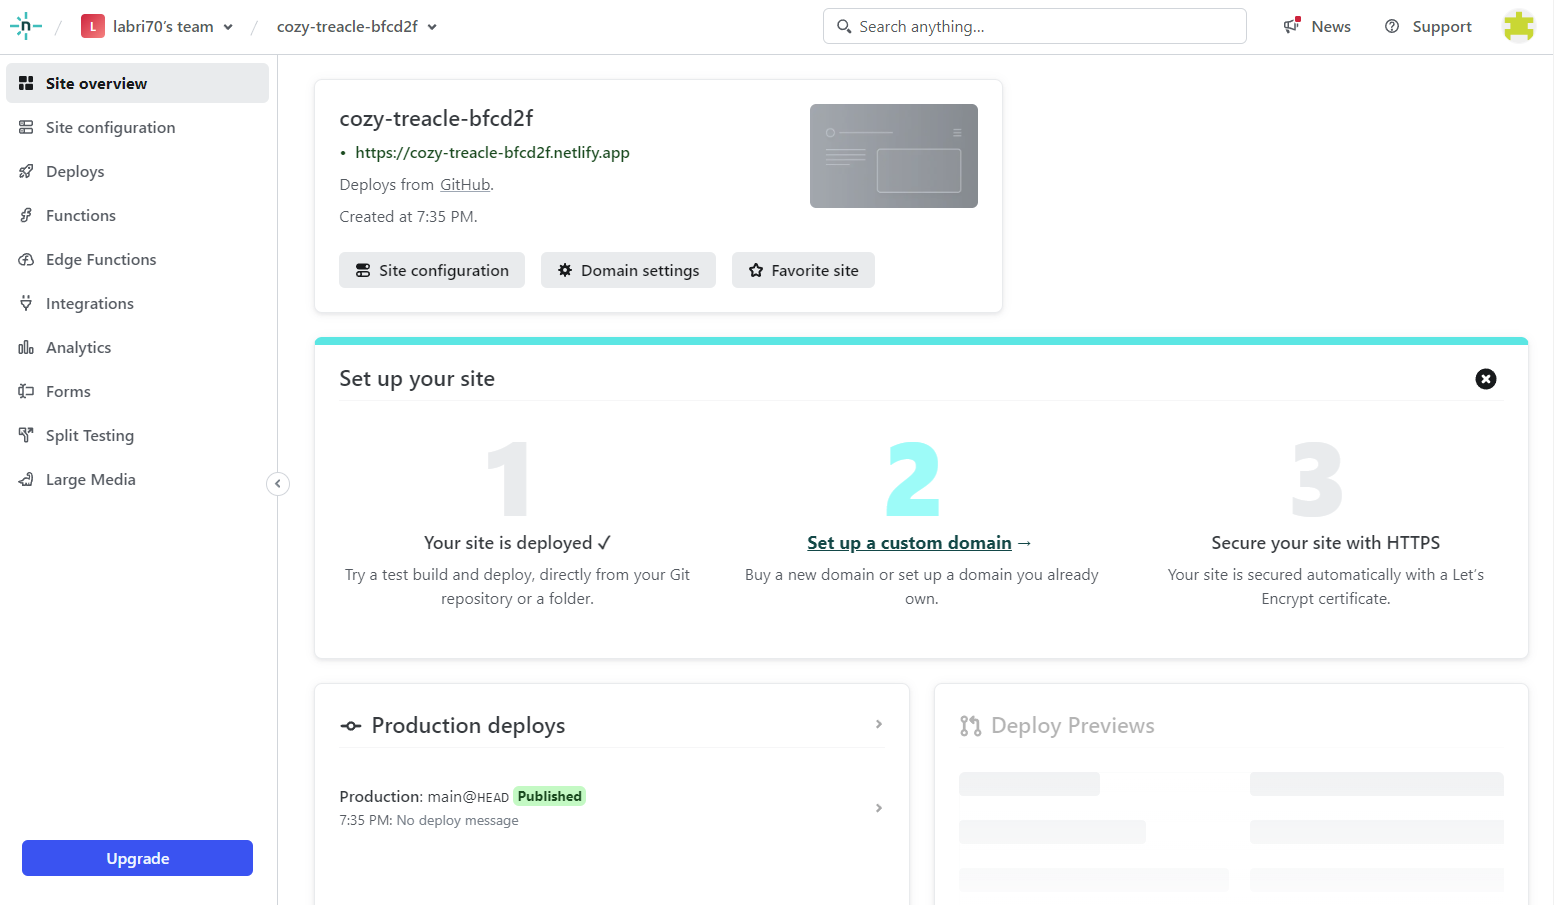 L labri70's team cozy-treacle-bfcd2f Search anything... News Support
Site overview
Site configuration
Deploys
Functions
Edge Functions
Integrations
Analytics
Forms
Split Testing
Large Media
Upgrade
cozy-treacle-bfcd2f
• https://cozy-treacle-bfcd2f.netlify.app
Deploys from GitHub.
Created at 7:35 PM.
Site configuration Domain settings Favorite site
Set up your site
1
Your site is deployed ✓
Try a test build and deploy, directly from your Git
repository or a folder.
2
Set up a custom domain →
Buy a new domain or set up a domain you already
own.
3
Secure your site with HTTPS
Your site is secured automatically with a Let's
Encrypt certificate.
Production deploys
Production: main@HEAD Published
7:35 PM: No deploy message
Deploy Previews